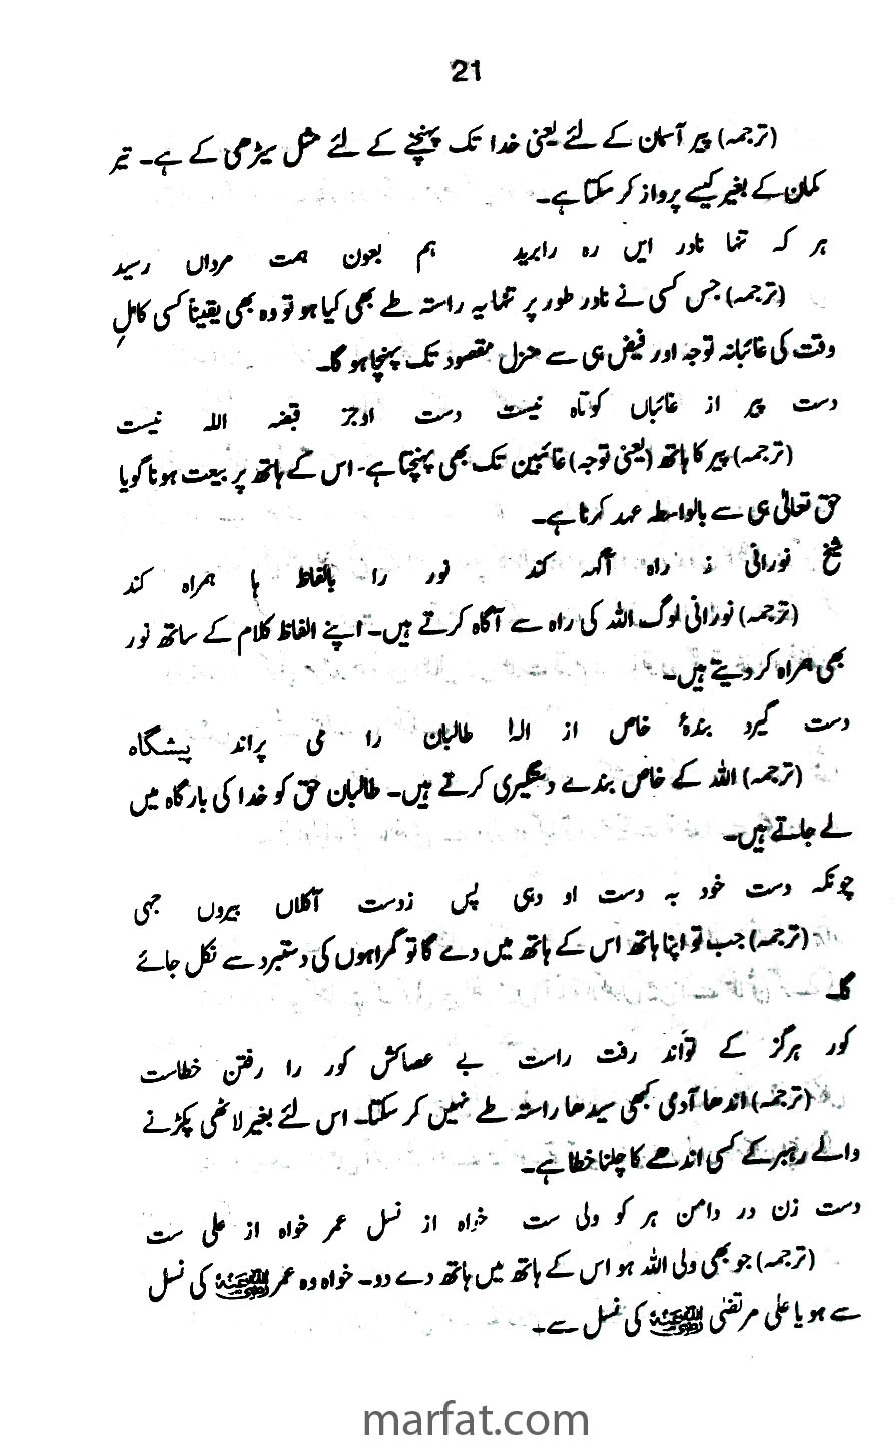 21
(ترجمہ) پیر آسمان کے لئے یعنی خدا تک پہنچنے کے لئے مثل سیڑھی کے ہے۔ تیر
کمان کے بغیر کیسے پرواز کر سکتا ہے۔
ہر کہ تنہا نادر ایں رہ رابرید ہم بعون ہمت مرداں رسید
(ترجمہ) جس کسی نے نادر طور پر تنہا یہ راستہ طے بھی کیا ہو تو وہ بھی یقیناً کسی کاملِ
وقت کی غائبانہ توجہ اور فیض ہی سے منزل مقصود تک پہنچا ہو گا۔
دست پیر از غائباں کوتاہ نیست دست اوجز قبضہ اللہ نیست
(ترجمہ) پیر کا ہاتھ (یعنی توجہ) غائبین تک بھی پہنچتا ہے۔ اس کے ہاتھ پر بیعت ہونا گویا
حق تعالیٰ ہی سے بالواسطہ عہد کرنا ہے۔
شیخ نورانی ز راہ آگہ کند نور را بالفاظ ہا ہمراہ کند
(ترجمہ) نورانی لوگ اللہ کی راہ سے آگاہ کرتے ہیں۔ اپنے الفاظ کلام کے ساتھ نور
بھی ہمراہ کر دیتے ہیں۔
دست گیرد بندۂ خاص از الہٰ طالبان را می پراند پیشگاہ
(ترجمہ) اللہ کے خاص بندے دستگیری کرتے ہیں۔ طالبان حق کو خدا کی بارگاہ میں
لے جاتے ہیں۔
چونکہ دست خود بہ دست او دہی پس زدست آکلاں بیروں جہی
(ترجمہ) جب تو اپنا ہاتھ اس کے ہاتھ میں دے گا تو گمراہوں کی دستبرد سے نکل جائے
گا۔
کور ہرگز کے تواند رفت راست بے عصاکش کور را رفتن خطاست
(ترجمہ) اندھا آدمی کبھی سیدھا راستہ طے نہیں کر سکتا۔ اس لئے بغیر لاٹھی پکڑنے
والے رہبر کے کسی اندھے کا چلنا خطا ہے۔
دست زن در دامن ہر کو ولی ست خواہ از نسل عمر خواہ از علی ست
(ترجمہ) جو بھی ولی اللہ ہو اس کے ہاتھ میں ہاتھ دے دو۔ خواہ وہ عمر رضی اللہ عنہ کی نسل
سے ہو یا علی مرتضیٰ رضی اللہ عنہ کی نسل سے۔
marfat.com